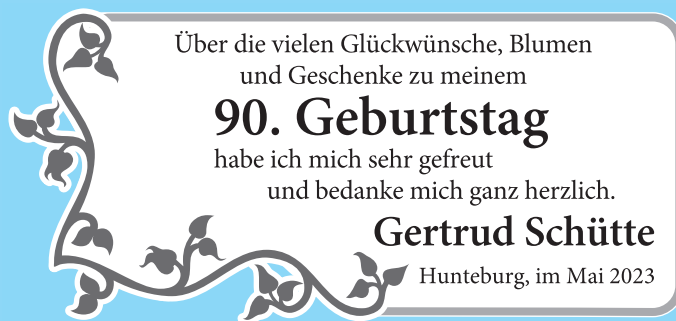 Über die vielen Glückwünsche, Blumen
und Geschenke zu meinem
90. Geburtstag
habe ich mich sehr gefreut
und bedanke mich ganz herzlich.
Gertrud Schütte
Hunteburg, im Mai 2023